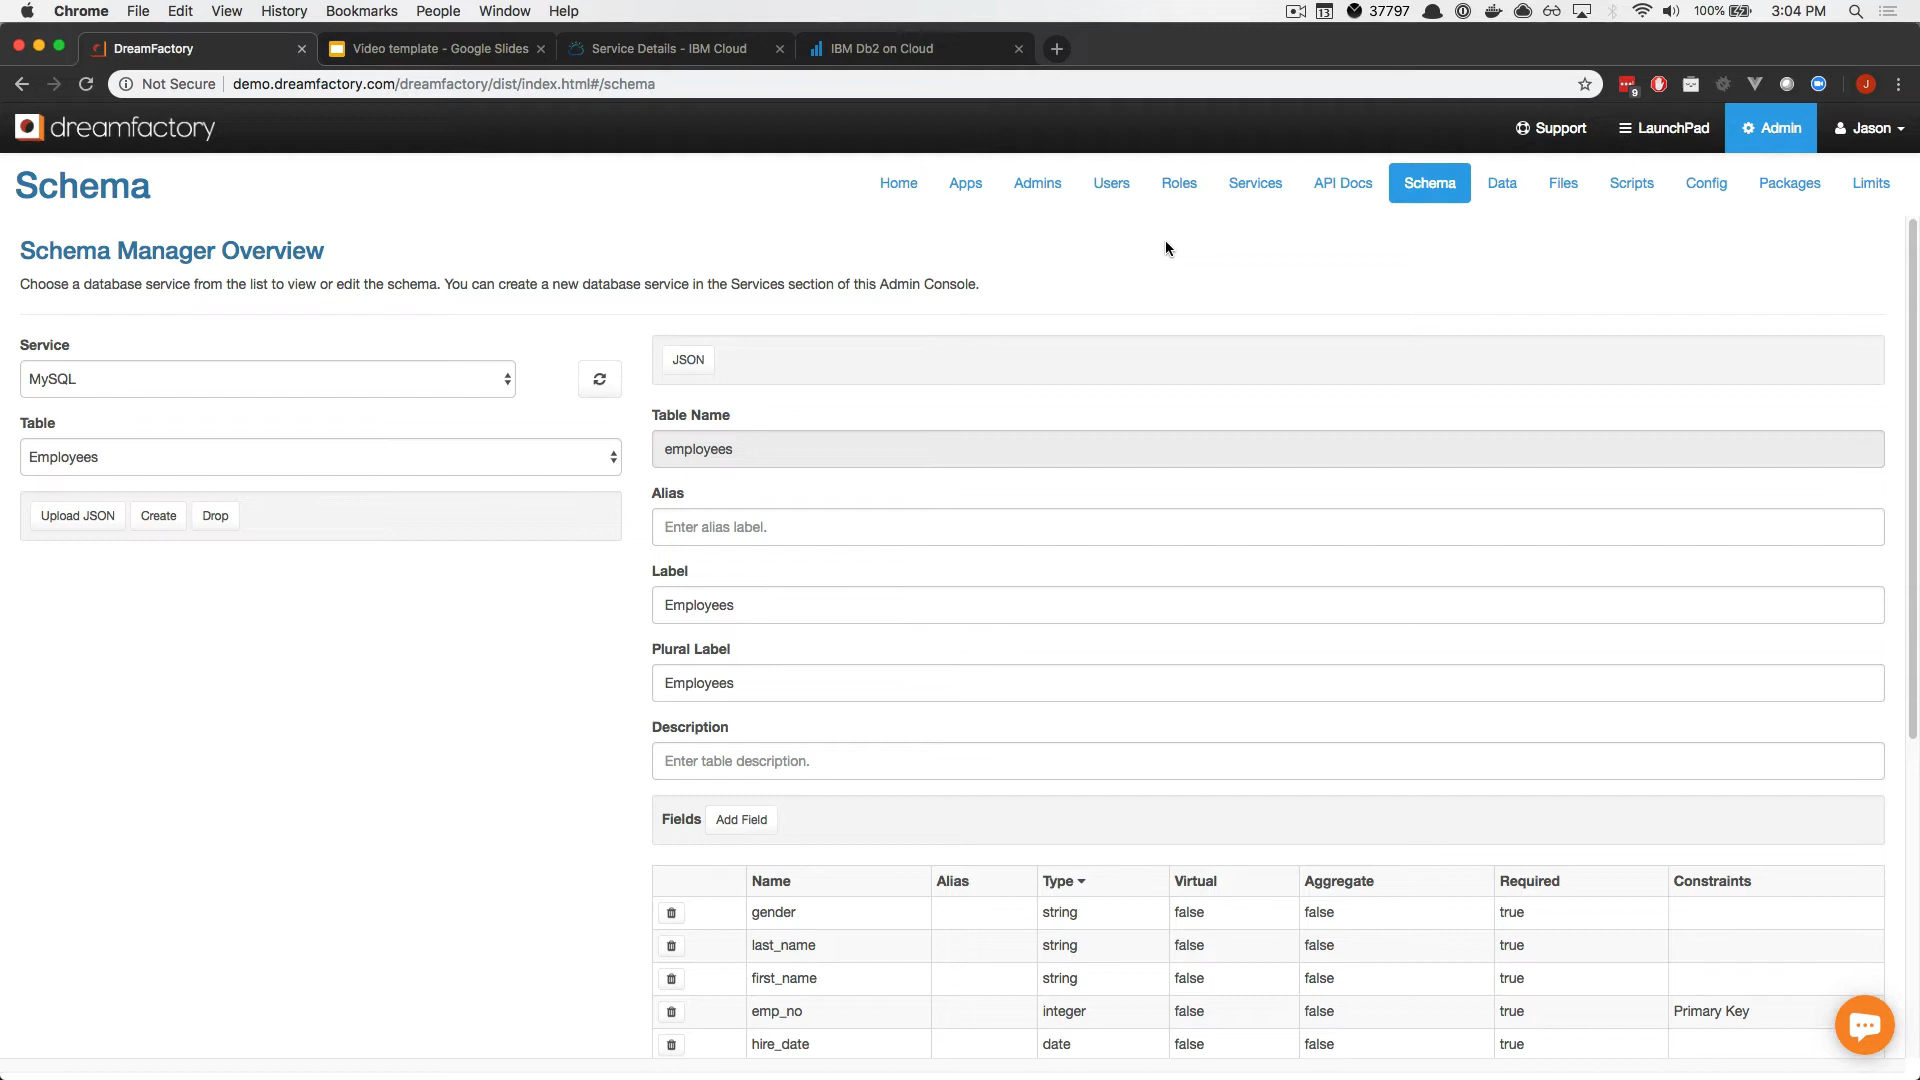 Chrome File Edit View History Bookmarks People Window Help 13 37797 100% 3:04 PM
DreamFactory Video template - Google Slides Service Details - IBM Cloud IBM Db2 on Cloud
Not Secure demo.dreamfactory.com/dreamfactory/dist/index.html#/schema 9 J
dreamfactory Support LaunchPad Admin Jason
Schema Home Apps Admins Users Roles Services API Docs Schema Data Files Scripts Config Packages Limits
Schema Manager Overview
Choose a database service from the list to view or edit the schema. You can create a new database service in the Services section of this Admin Console.
Service
MySQL
Table
Employees
Upload JSON Create Drop
JSON
Table Name
employees
Alias
Enter alias label.
Label
Employees
Plural Label
Employees
Description
Enter table description.
Fields Add Field
Name Alias Type Virtual Aggregate Required Constraints
gender string false false true
last_name string false false true
first_name string false false true
emp_no integer false false true Primary Key
hire_date date false false true